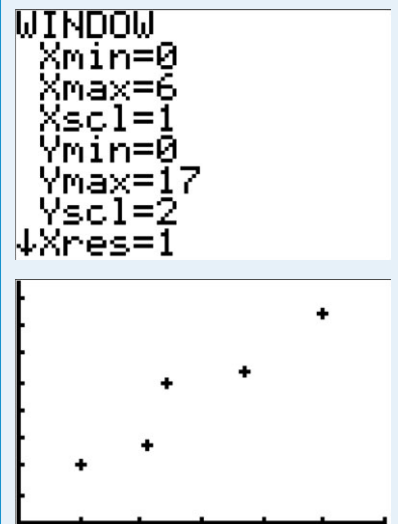 WINDOW
Xmin=0
Xmax=6
Xscl=1
Ymin=0
Ymax=17
Yscl=2
↓Xres=1